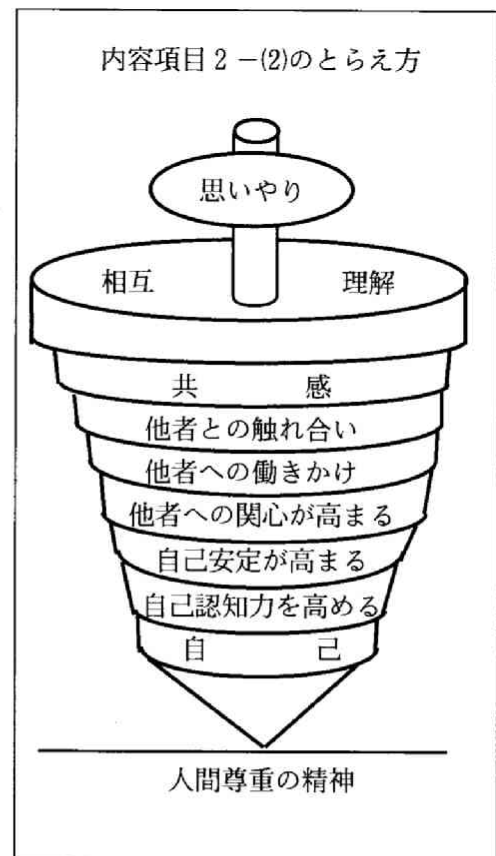 内容項目2－(2)のとらえ方
思いやり
相互　理解
共　感
他者との触れ合い
他者への働きかけ
他者への関心が高まる
自己安定が高まる
自己認知力を高める
自　己
人間尊重の精神